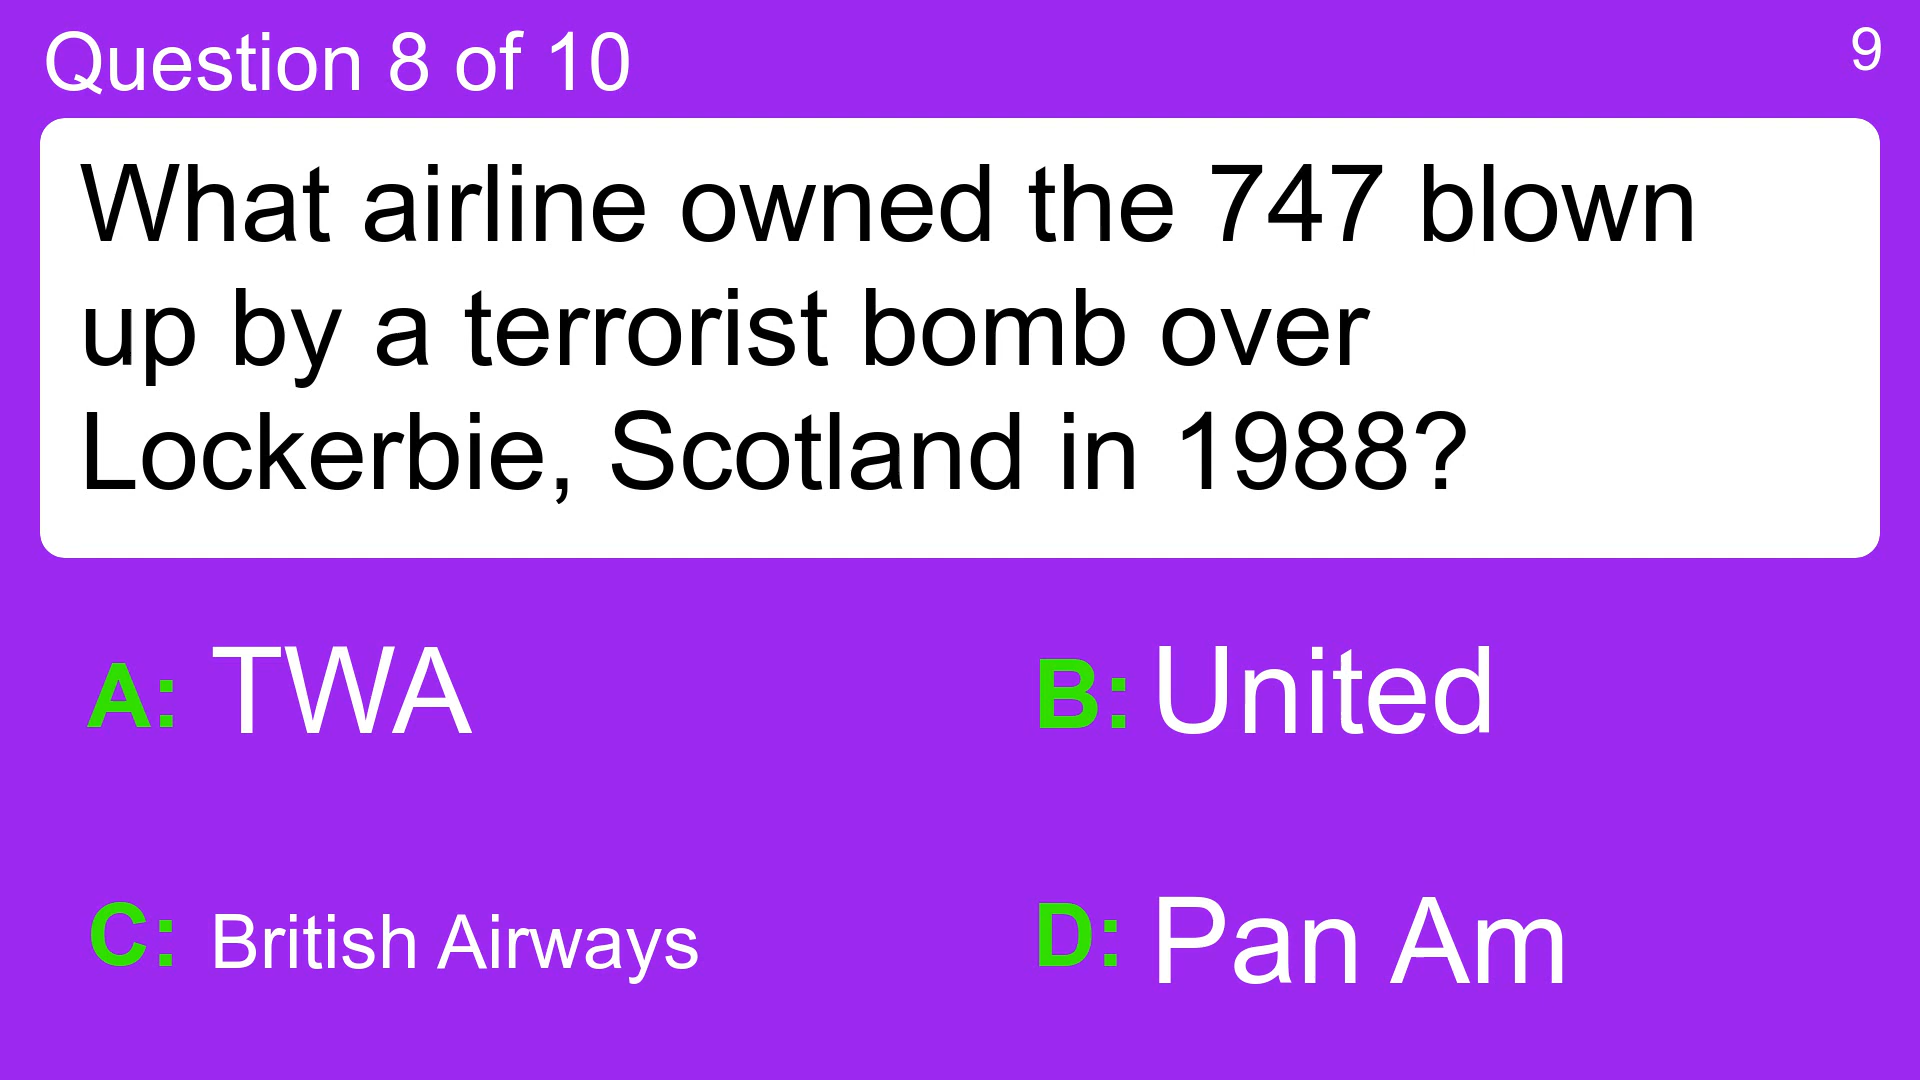 Question 8 of 10
9
What airline owned the 747 blown
up by a terrorist bomb over
Lockerbie, Scotland in 1988?
A: TWA
B: United
C: British Airways
D: Pan Am